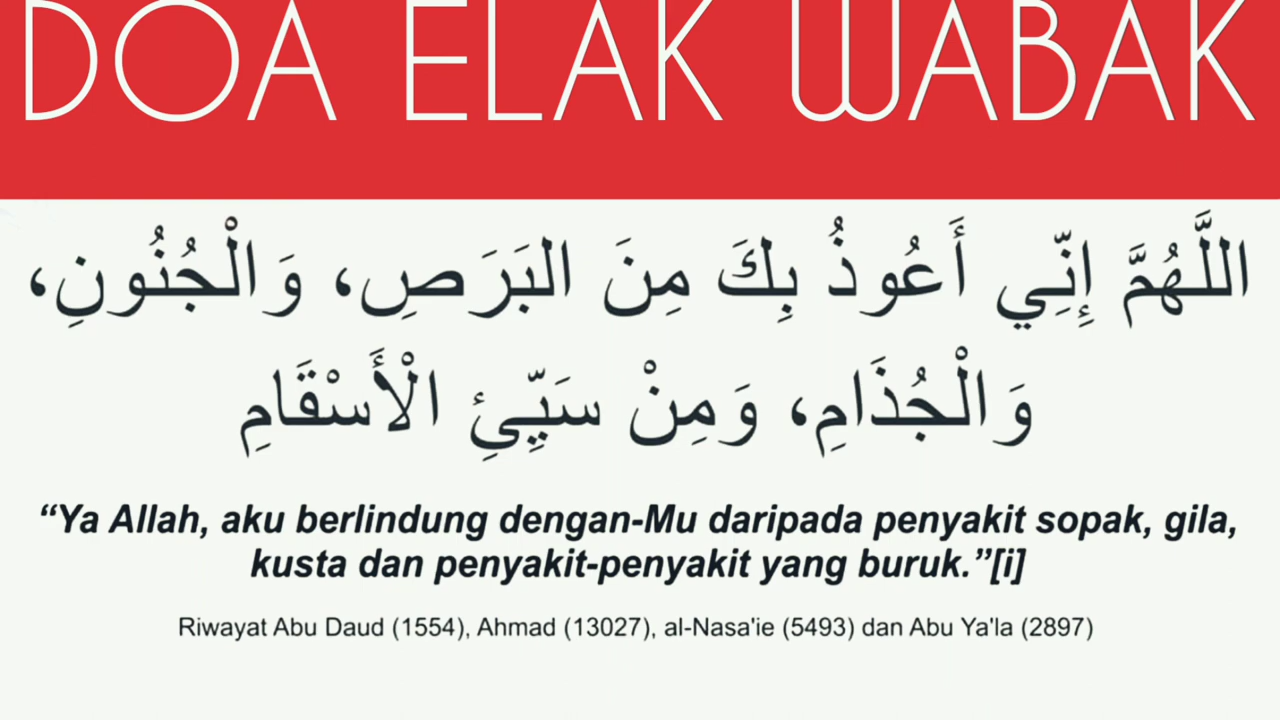 DOA ELAK WABAK
اللَّهُمَّ إِنِّي أَعُوذُ بِكَ مِنَ البَرَصِ، وَالْجُنُونِ،
وَالْجُذَامِ، وَمِنْ سَيِّئِ الْأَسْقَامِ
“Ya Allah, aku berlindung dengan-Mu daripada penyakit sopak, gila,
kusta dan penyakit-penyakit yang buruk.”[i]
Riwayat Abu Daud (1554), Ahmad (13027), al-Nasa'ie (5493) dan Abu Ya'la (2897)